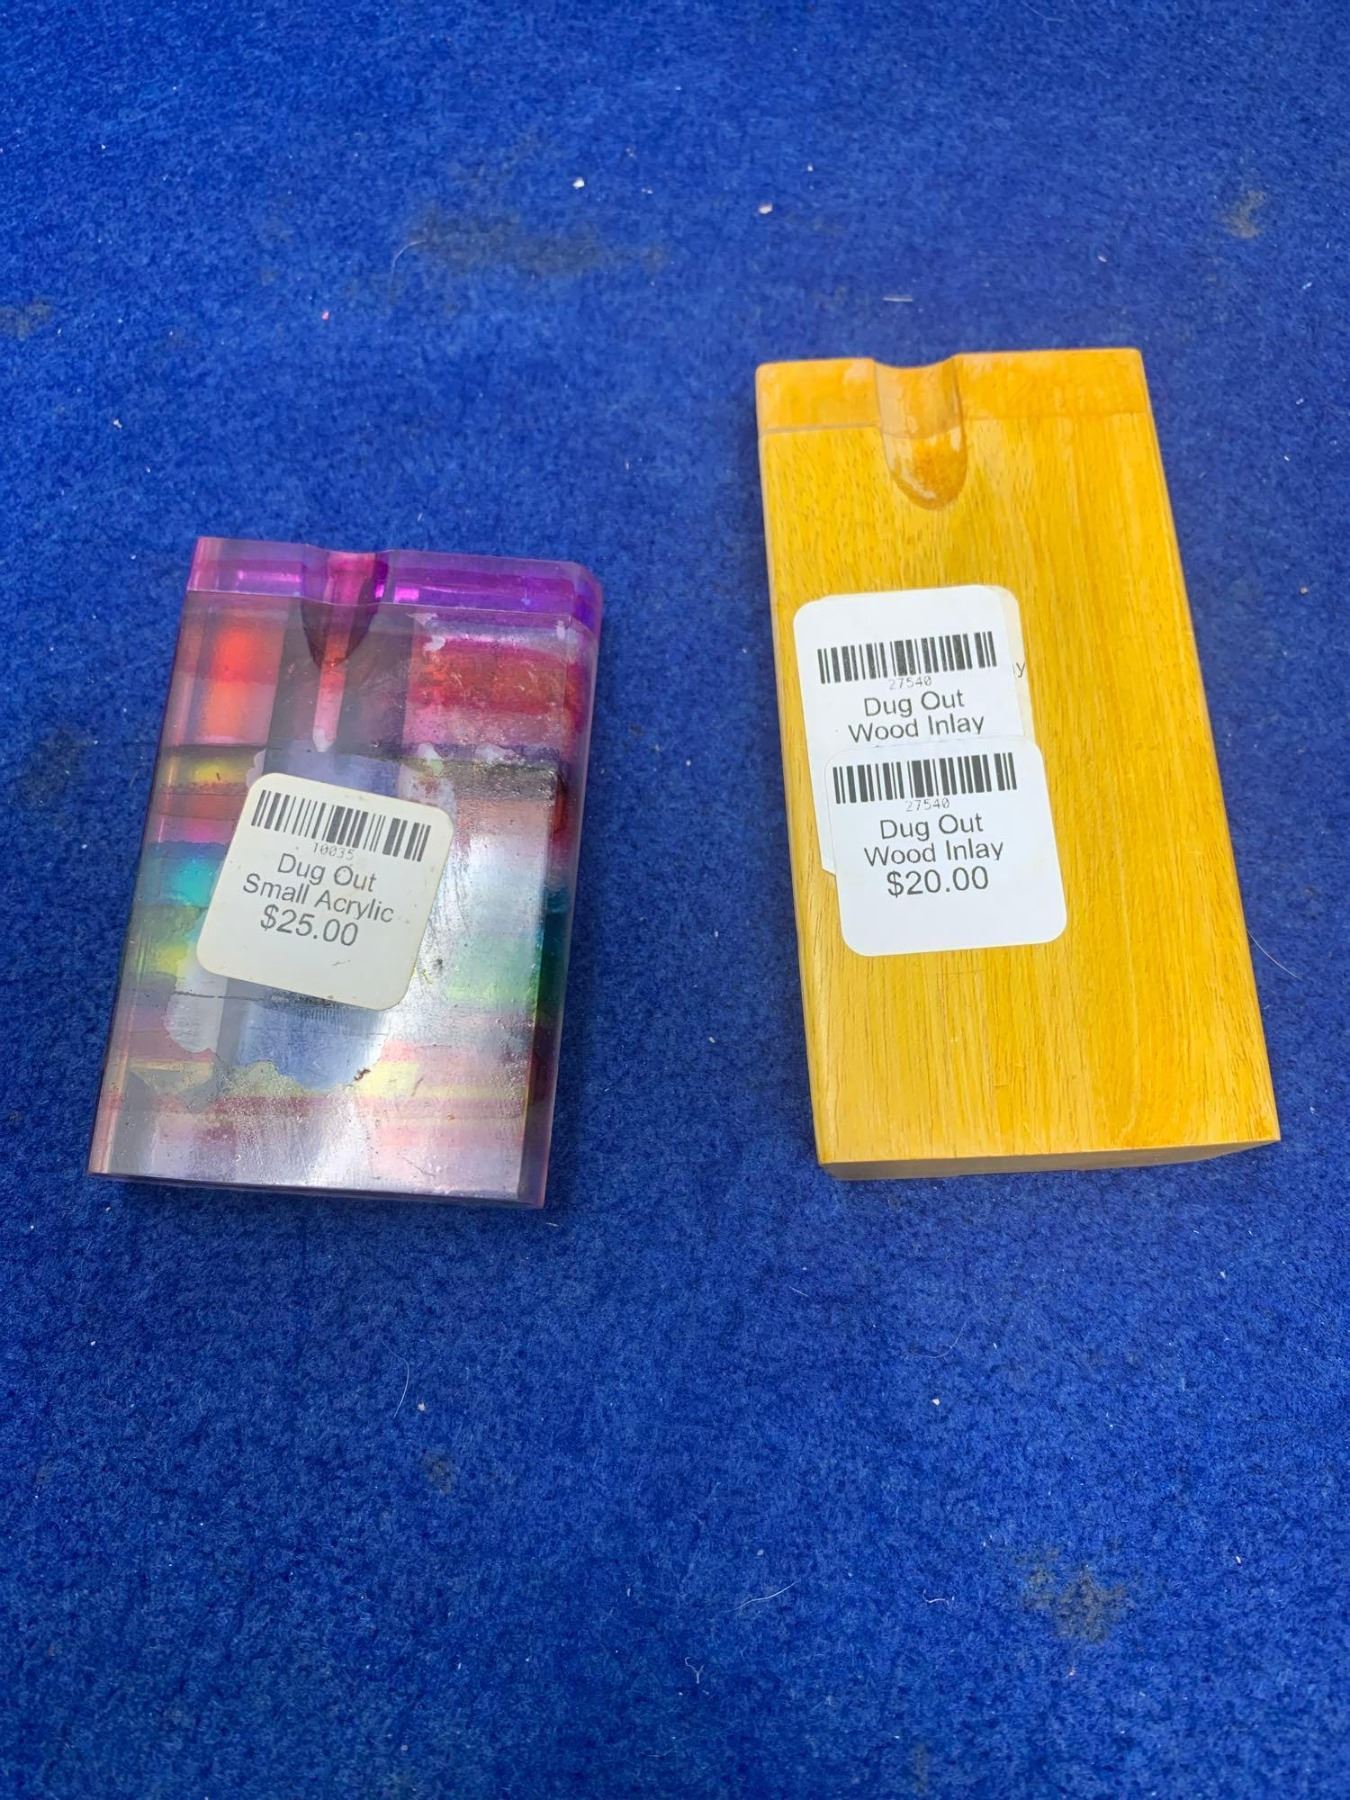 10035
Dug Out
Small Acrylic
$25.00
27540
Dug Out
Wood Inlay
y
27540
Dug Out
Wood Inlay
$20.00